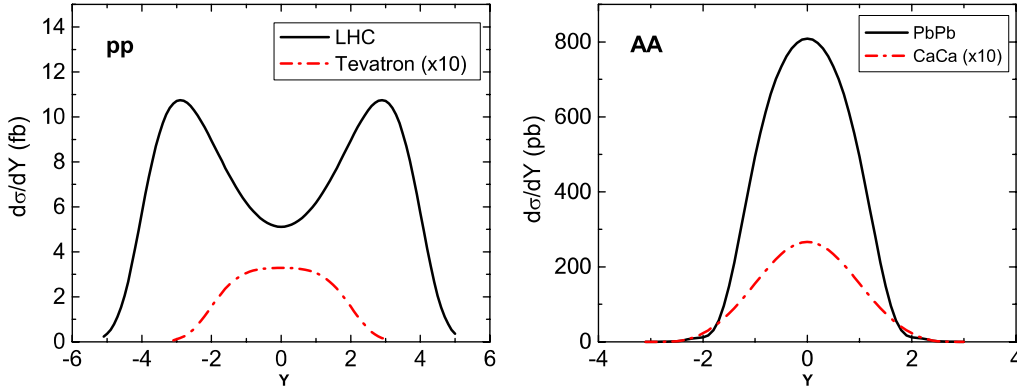 pp
LHC
Tevatron (x10)
dσ/dY (fb)
14
12
10
8
6
4
2
0
-6 -4 -2 0 2 4 6
Y
AA
PbPb
CaCa (x10)
dσ/dY (pb)
800
600
400
200
0
-4 -2 0 2 4
Y